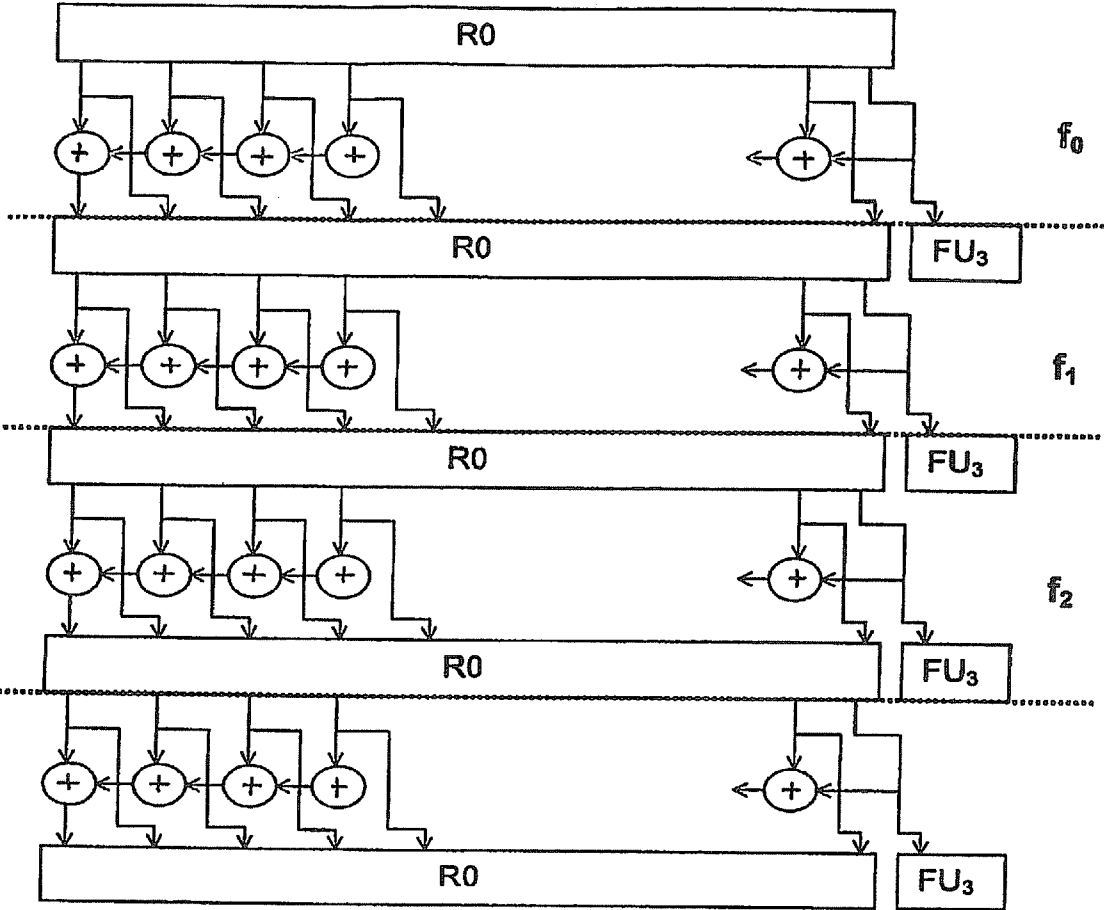 R0
+ + + + +
f₀
R0 FU₃
+ + + + +
f₁
R0 FU₃
+ + + + +
f₂
R0 FU₃
+ + + + +
R0 FU₃